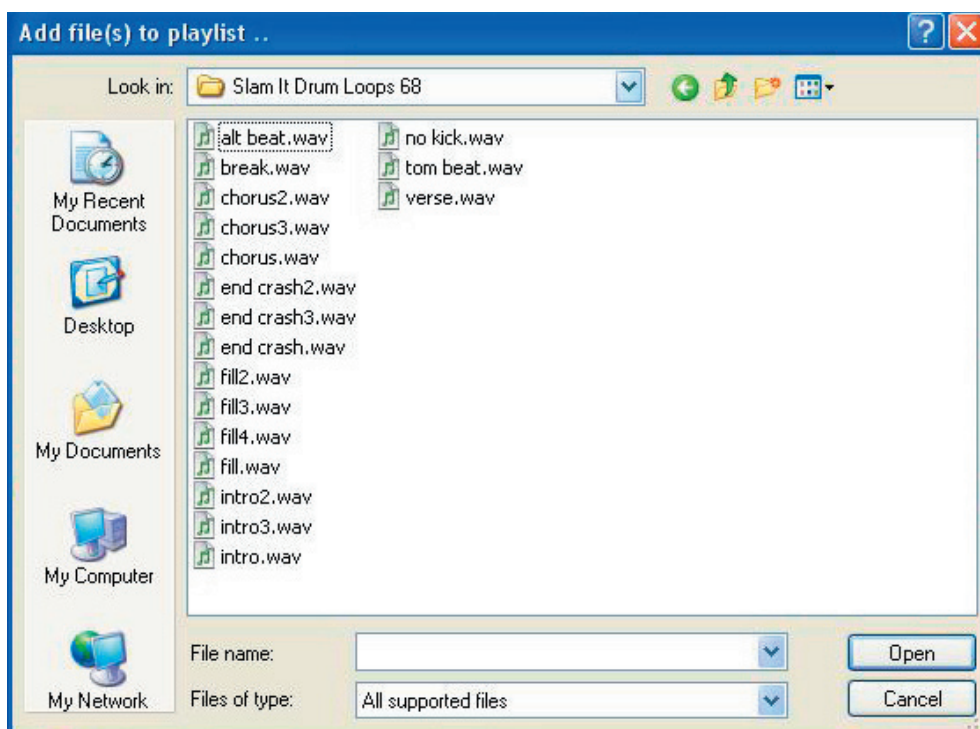 Add file(s) to playlist ..
Look in:
Slam It Drum Loops 68
My Recent
Documents
Desktop
My Documents
My Computer
My Network
alt beat.wav
break.wav
chorus2.wav
chorus3.wav
chorus.wav
end crash2.wav
end crash3.wav
end crash.wav
fill2.wav
fill3.wav
fill4.wav
fill.wav
intro2.wav
intro3.wav
intro.wav
no kick.wav
tom beat.wav
verse.wav
File name:
Open
Files of type:
All supported files
Cancel